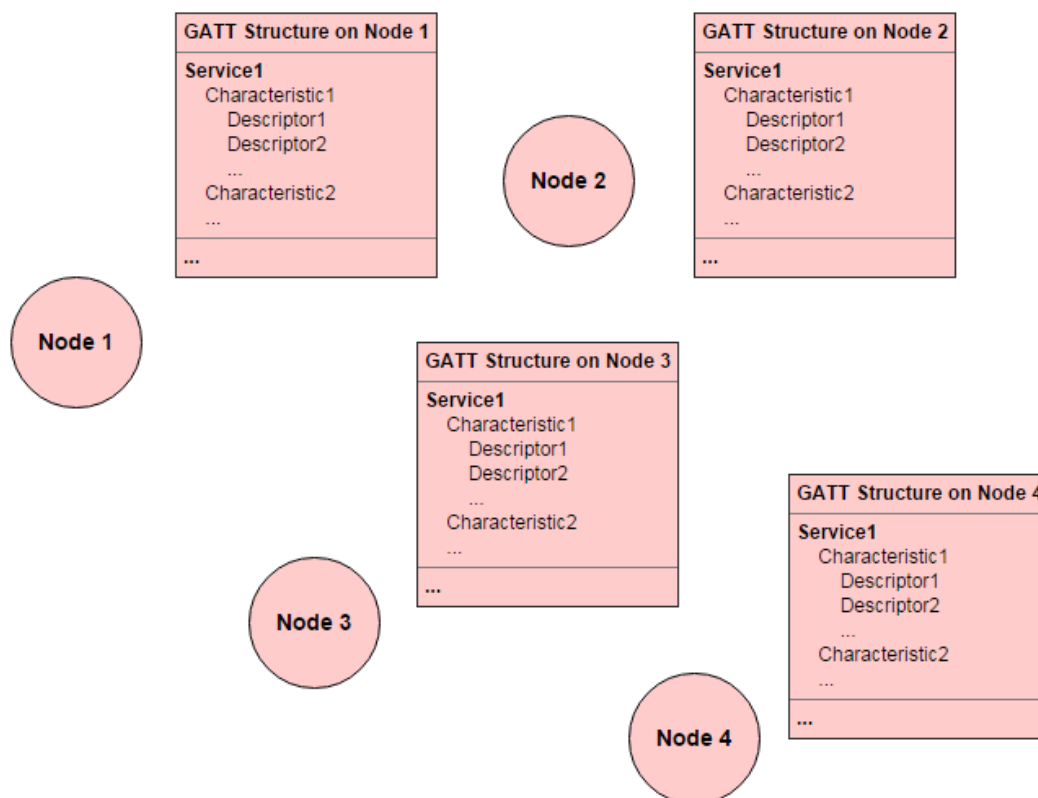 GATT Structure on Node 1
Service1
Characteristic1
Descriptor1
Descriptor2
...
Characteristic2
...
...
GATT Structure on Node 2
Service1
Characteristic1
Descriptor1
Descriptor2
...
Characteristic2
...
...
Node 2
Node 1
GATT Structure on Node 3
Service1
Characteristic1
Descriptor1
Descriptor2
...
Characteristic2
...
...
Node 3
GATT Structure on Node 4
Service1
Characteristic1
Descriptor1
Descriptor2
...
Characteristic2
...
...
Node 4